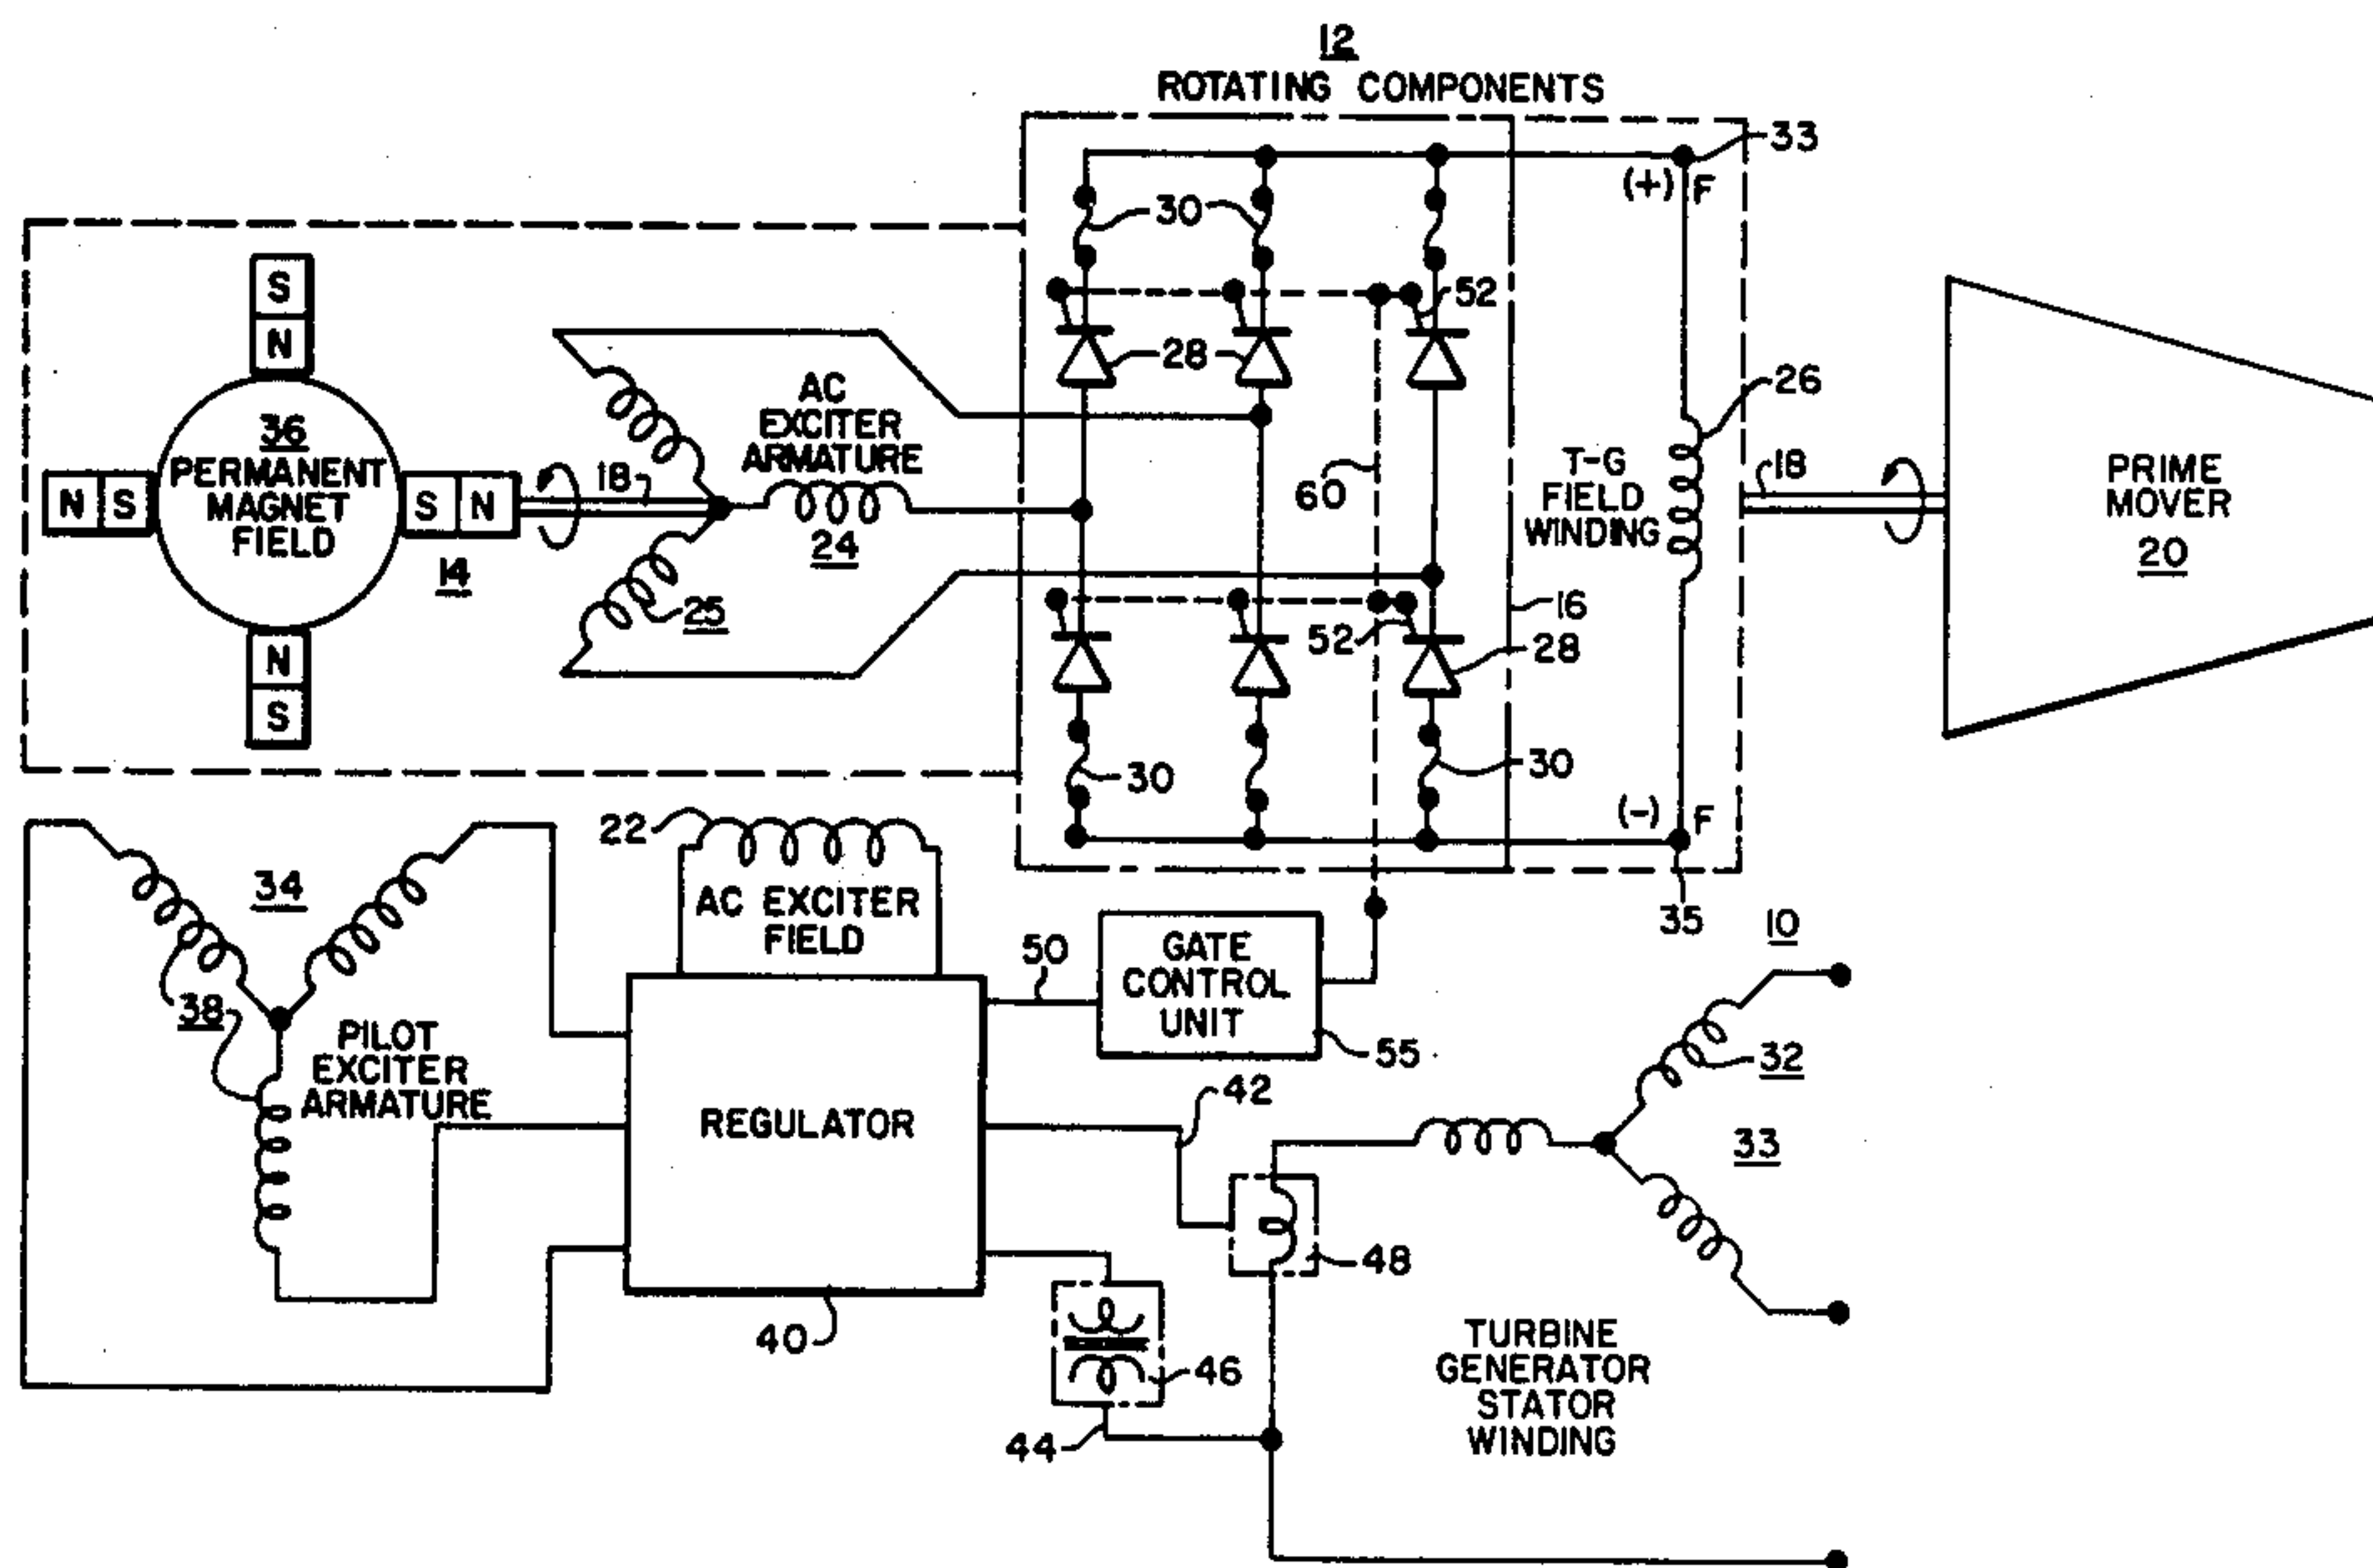 12
ROTATING COMPONENTS
33
(+) F
30
S
N
52
28
26
AC
EXCITER
ARMATURE
36
PERMANENT
MAGNET
FIELD
N S
S N
18
T-G
FIELD
WINDING
18
PRIME
MOVER
20
60
24
14
25
16
52
28
N
S
30
30
22
(-) F
34
AC EXCITER
FIELD
35
10
50
GATE
CONTROL
UNIT
38
PILOT
EXCITER
ARMATURE
55
32
42
REGULATOR
33
48
40
46
TURBINE
GENERATOR
STATOR
WINDING
44